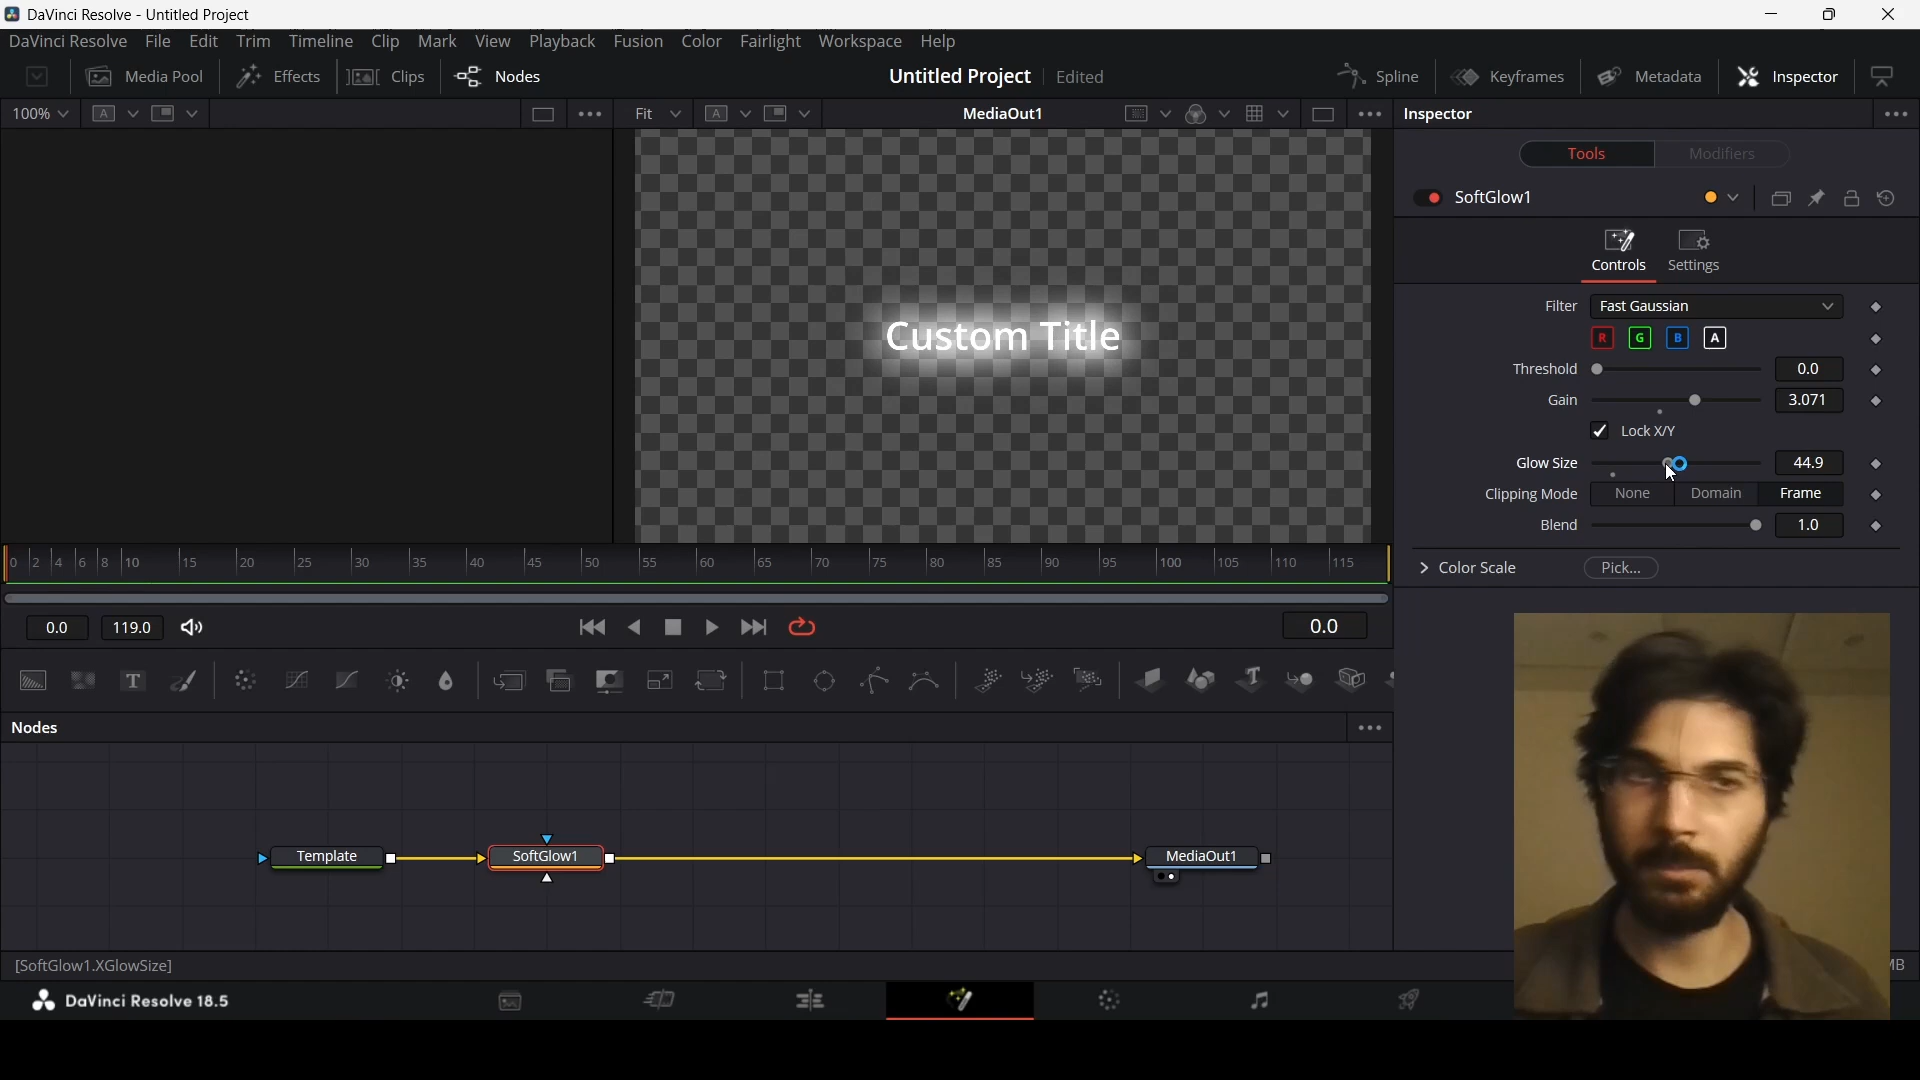 DaVinci Resolve - Untitled Project
DaVinci Resolve File Edit Trim Timeline Clip Mark View Playback Fusion Color Fairlight Workspace Help
Media Pool Effects Clips Nodes Untitled Project Edited Spline Keyframes Metadata Inspector
100% A Fit A MediaOut1 Inspector
Tools Modifiers
SoftGlow1
Controls Settings
Filter Fast Gaussian
R G B A
Threshold 0.0
Gain 3.071
Lock X/Y
Glow Size 44.9
Clipping Mode None Domain Frame
Blend 1.0
Color Scale Pick...
Custom Title
0 2 4 6 8 10 15 20 25 30 35 40 45 50 55 60 65 70 75 80 85 90 95 100 105 110 115
0.0 119.0 0.0
T T
Nodes
Template SoftGlow1 MediaOut1
[SoftGlow1.XGlowSize] MB
DaVinci Resolve 18.5